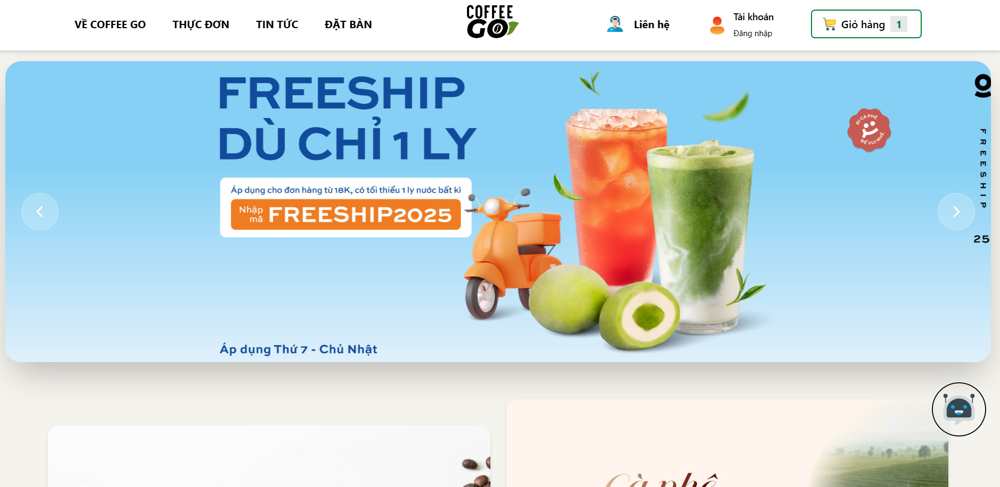 VỀ COFFEE GO
THỰC ĐƠN
TIN TỨC
ĐẶT BÀN
COFFEE
GO
Liên hệ
Tài khoản
Đăng nhập
Giỏ hàng 1
FREESHIP
DÙ CHỈ 1 LY
Áp dụng cho đơn hàng từ 18K, có tối thiểu 1 ly nước bất kì
Nhập
mã
FREESHIP2025
Áp dụng Thứ 7 - Chủ Nhật
ĐI CÀ PHÊ
ĐỂ VUI NHÉ
FREESHIP
25
Cà phê